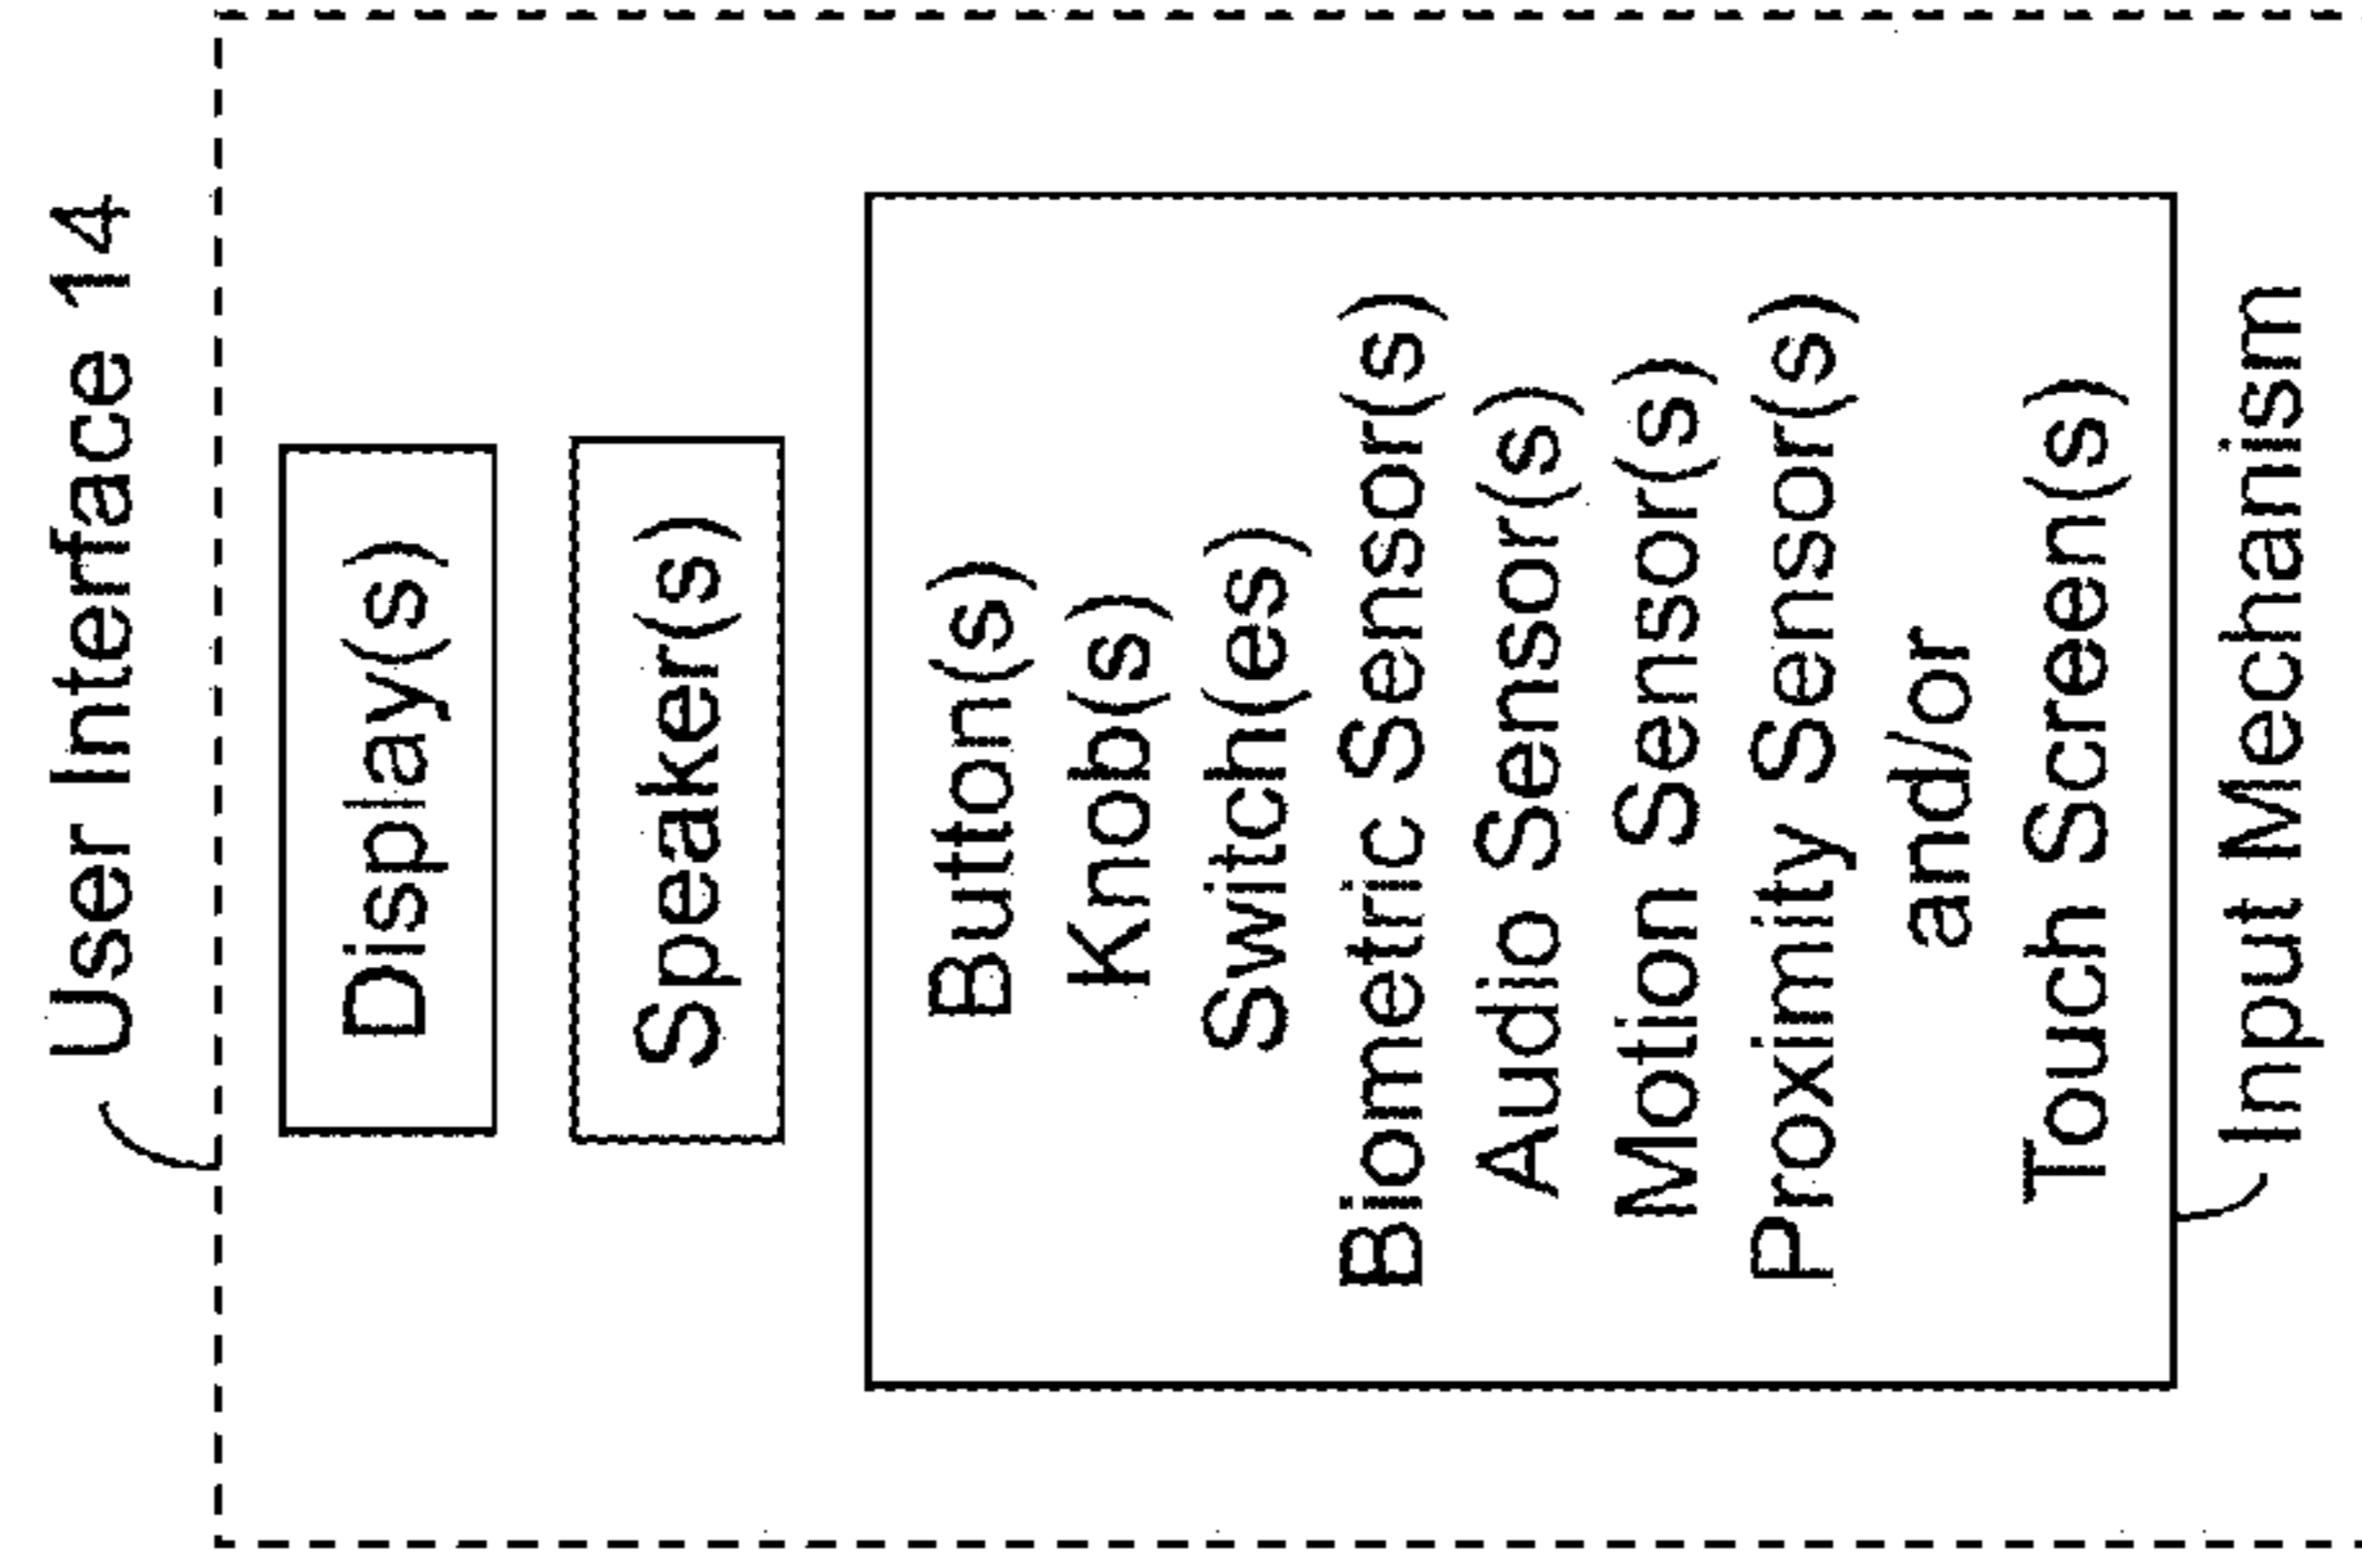 User Interface 14
Display(s)
Speaker(s)
Button(s)
Knob(s)
Switch(es)
Biometric Sensor(s)
Audio Sensor(s)
Motion Sensor(s)
Proximity Sensor(s)
and/or
Touch Screen(s)
Input Mechanism